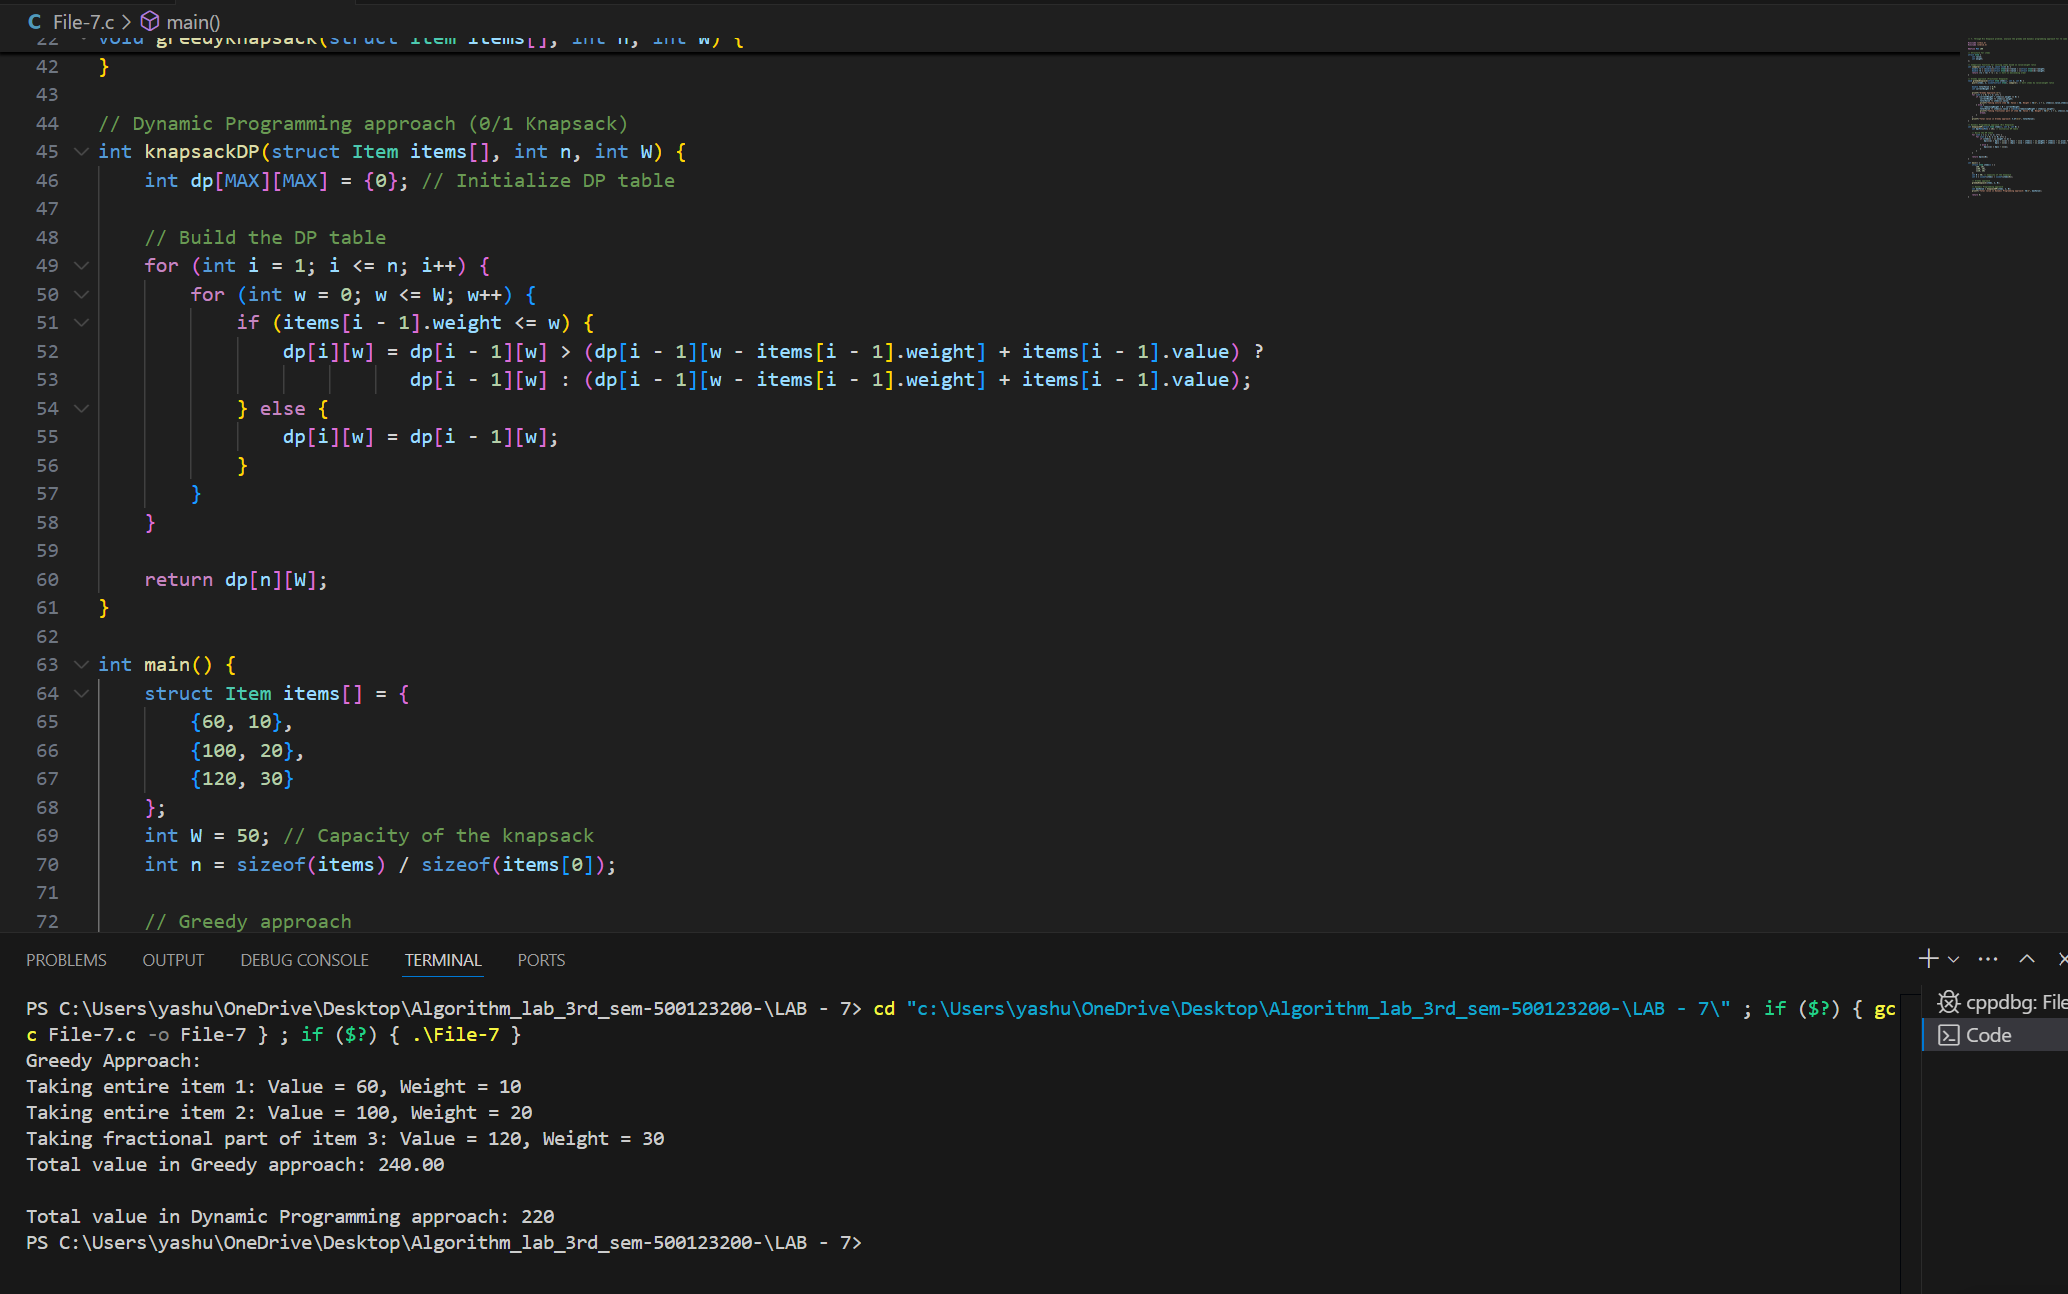 File-7.c > main()
22 void greedyKnapsack(struct Item items[], int n, int W) {
42 }
43
44 // Dynamic Programming approach (0/1 Knapsack)
45 int knapsackDP(struct Item items[], int n, int W) {
46 int dp[MAX][MAX] = {0}; // Initialize DP table
47
48 // Build the DP table
49 for (int i = 1; i <= n; i++) {
50 for (int w = 0; w <= W; w++) {
51 if (items[i - 1].weight <= w) {
52 dp[i][w] = dp[i - 1][w] > (dp[i - 1][w - items[i - 1].weight] + items[i - 1].value) ?
53 dp[i - 1][w] : (dp[i - 1][w - items[i - 1].weight] + items[i - 1].value);
54 } else {
55 dp[i][w] = dp[i - 1][w];
56 }
57 }
58 }
59
60 return dp[n][W];
61 }
62
63 int main() {
64 struct Item items[] = {
65 {60, 10},
66 {100, 20},
67 {120, 30}
68 };
69 int W = 50; // Capacity of the knapsack
70 int n = sizeof(items) / sizeof(items[0]);
71
72 // Greedy approach
PROBLEMS OUTPUT DEBUG CONSOLE TERMINAL PORTS
PS C:\Users\yashu\OneDrive\Desktop\Algorithm_lab_3rd_sem-500123200-\LAB - 7> cd "c:\Users\yashu\OneDrive\Desktop\Algorithm_lab_3rd_sem-500123200-\LAB - 7\" ; if ($?) { gc
c File-7.c -o File-7 } ; if ($?) { .\File-7 }
Greedy Approach:
Taking entire item 1: Value = 60, Weight = 10
Taking entire item 2: Value = 100, Weight = 20
Taking fractional part of item 3: Value = 120, Weight = 30
Total value in Greedy approach: 240.00

Total value in Dynamic Programming approach: 220
PS C:\Users\yashu\OneDrive\Desktop\Algorithm_lab_3rd_sem-500123200-\LAB - 7>
cppdbg: File
Code